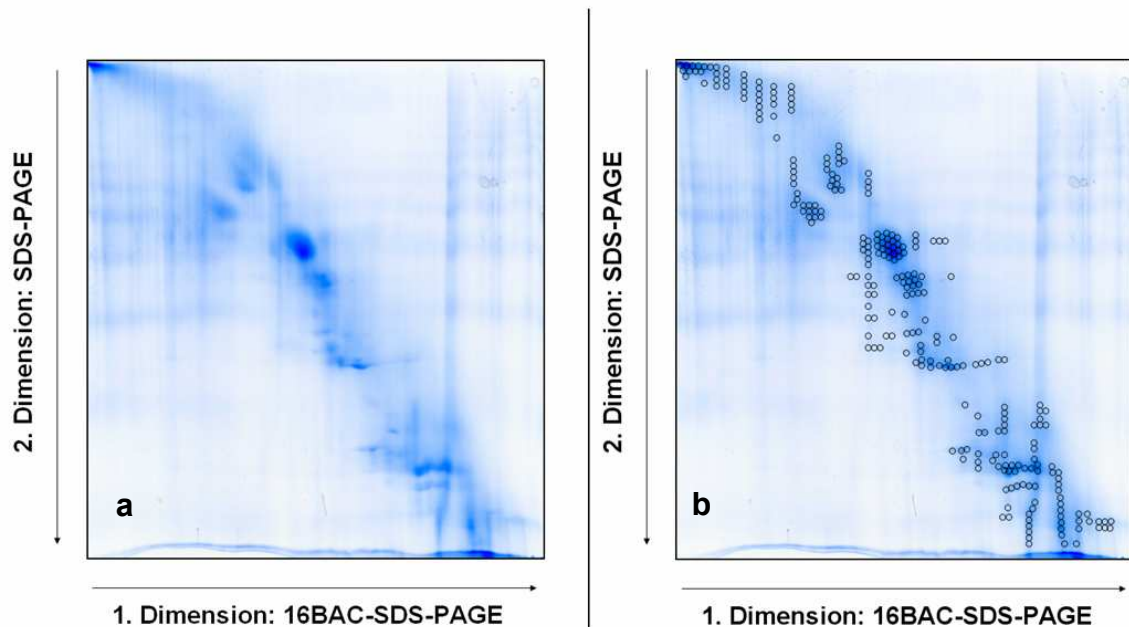 2. Dimension: SDS-PAGE
a
1. Dimension: 16BAC-SDS-PAGE
2. Dimension: SDS-PAGE
b
1. Dimension: 16BAC-SDS-PAGE